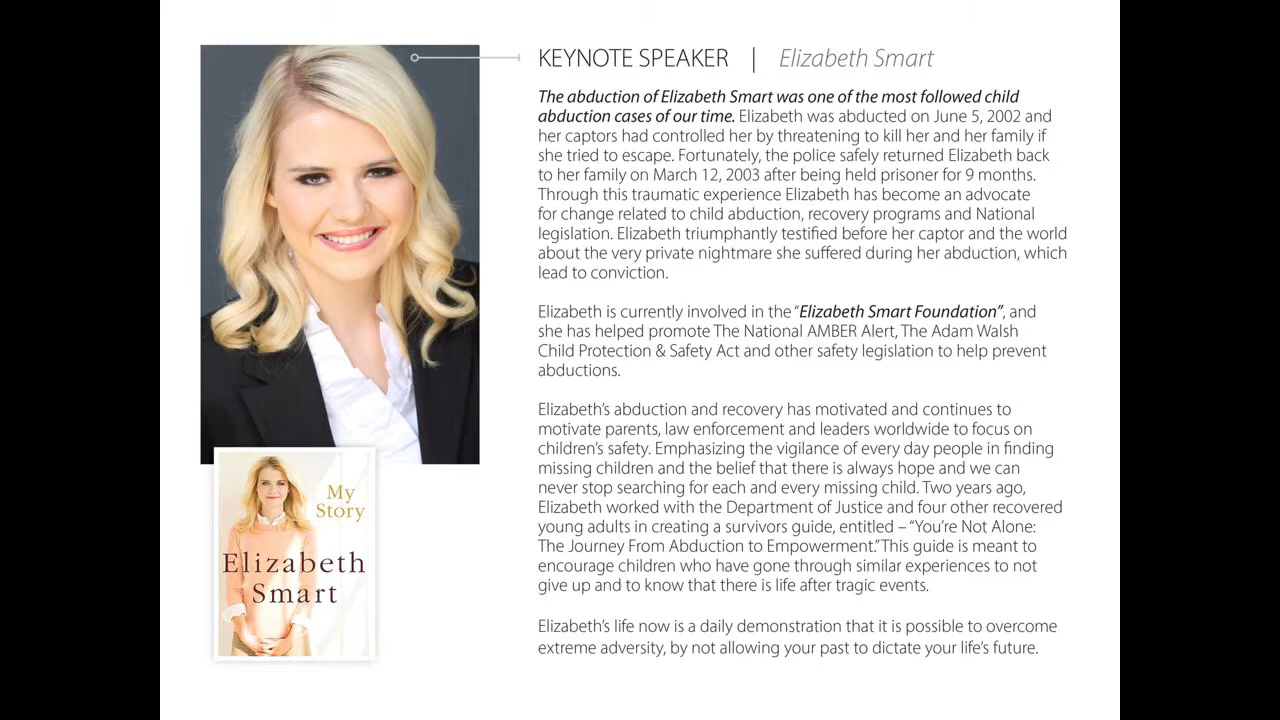 KEYNOTE SPEAKER | Elizabeth Smart
The abduction of Elizabeth Smart was one of the most followed child
abduction cases of our time. Elizabeth was abducted on June 5, 2002 and
her captors had controlled her by threatening to kill her and her family if
she tried to escape. Fortunately, the police safely returned Elizabeth back
to her family on March 12, 2003 after being held prisoner for 9 months.
Through this traumatic experience Elizabeth has become an advocate
for change related to child abduction, recovery programs and National
legislation. Elizabeth triumphantly testified before her captor and the world
about the very private nightmare she suffered during her abduction, which
lead to conviction.
Elizabeth is currently involved in the “Elizabeth Smart Foundation”, and
she has helped promote The National AMBER Alert, The Adam Walsh
Child Protection & Safety Act and other safety legislation to help prevent
abductions.
Elizabeth’s abduction and recovery has motivated and continues to
motivate parents, law enforcement and leaders worldwide to focus on
children’s safety. Emphasizing the vigilance of every day people in finding
missing children and the belief that there is always hope and we can
never stop searching for each and every missing child. Two years ago,
Elizabeth worked with the Department of Justice and four other recovered
young adults in creating a survivors guide, entitled – “You’re Not Alone:
The Journey From Abduction to Empowerment.” This guide is meant to
encourage children who have gone through similar experiences to not
give up and to know that there is life after tragic events.
Elizabeth’s life now is a daily demonstration that it is possible to overcome
extreme adversity, by not allowing your past to dictate your life’s future.
My
Story
Elizabeth
Smart